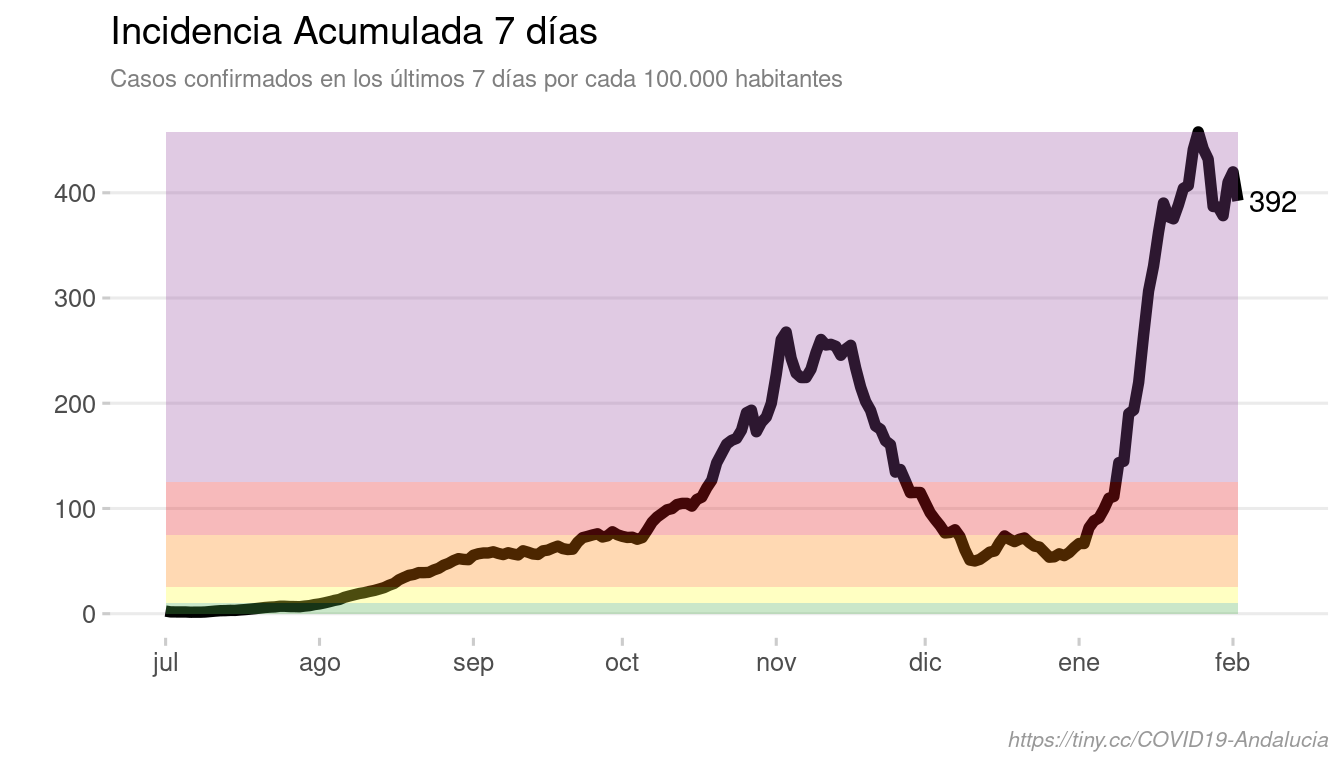 Incidencia Acumulada 7 días
Casos confirmados en los últimos 7 días por cada 100.000 habitantes
400
392
300
200
100
0
jul ago sep oct nov dic ene feb
https://tiny.cc/COVID19-Andalucia